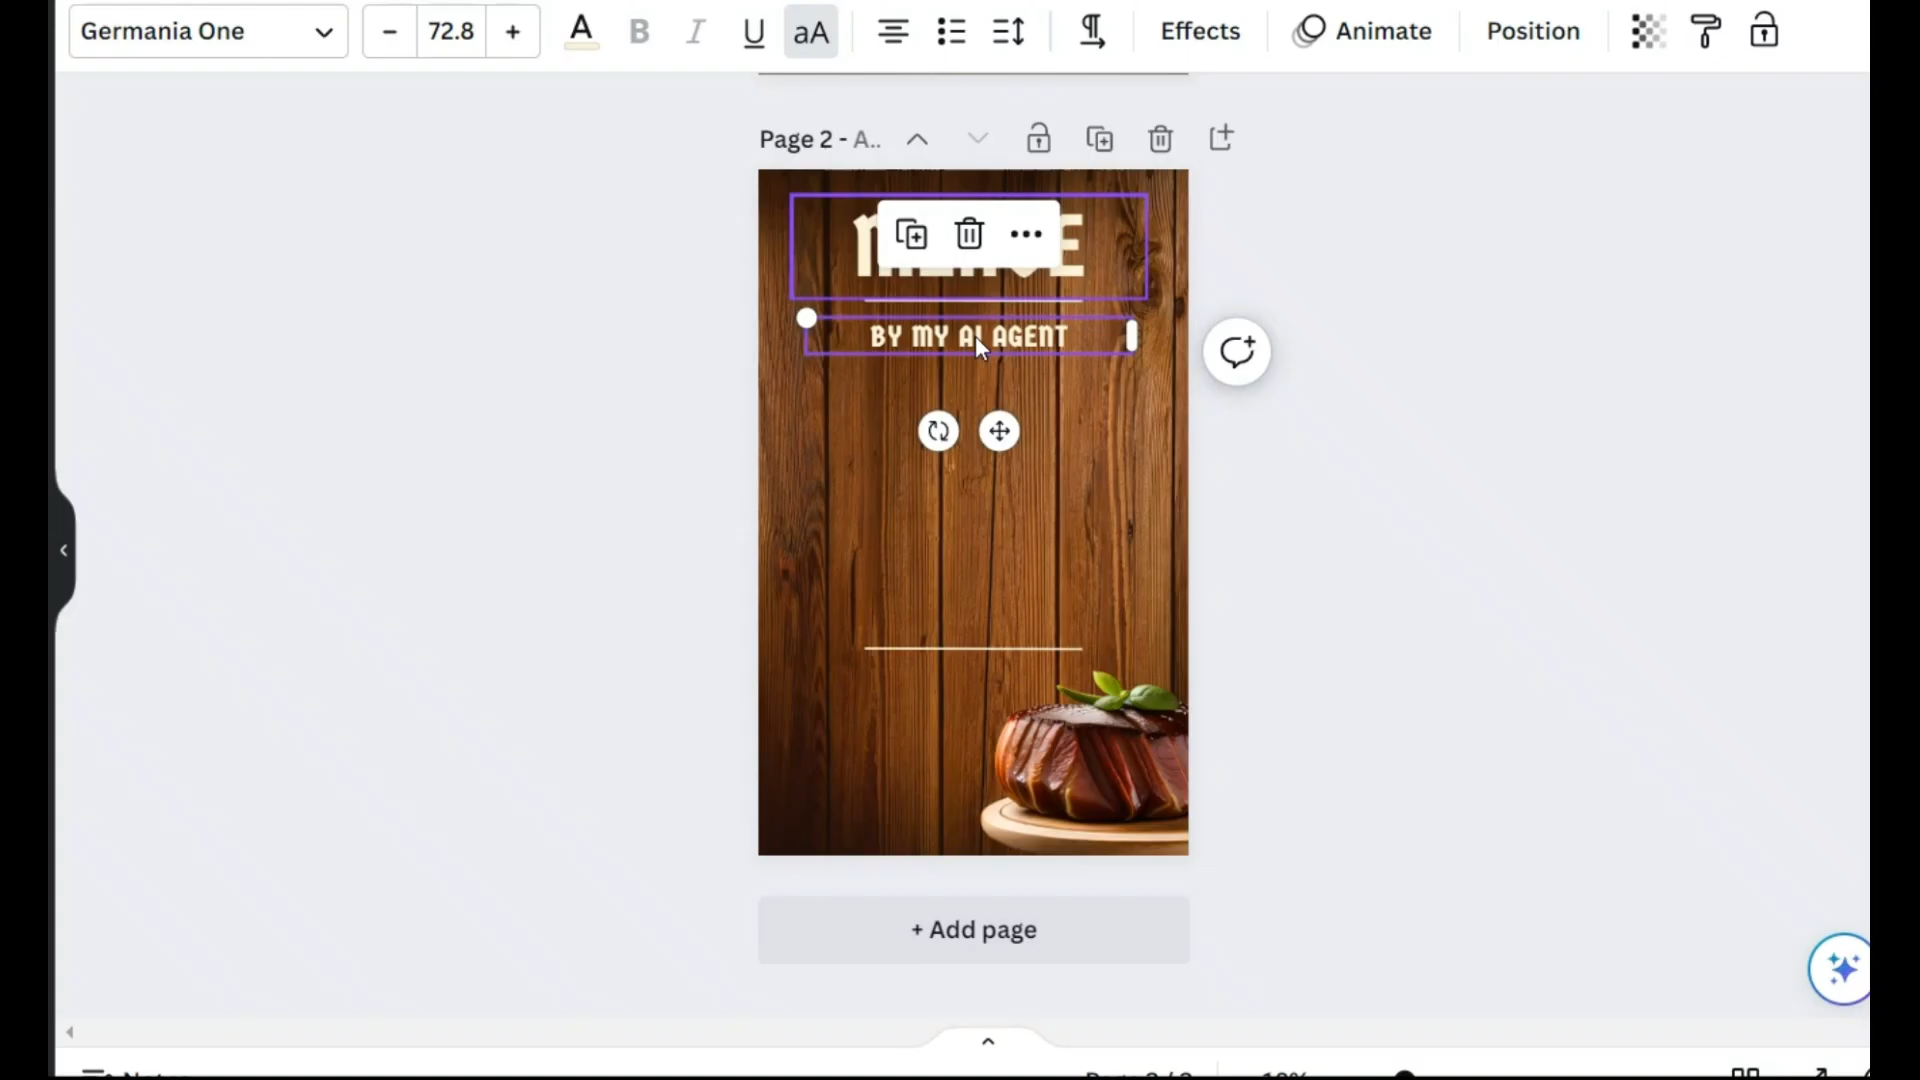 Germania One
− 72.8 +
A B I U aA
Effects
Animate
Position
Page 2 - A..
BY MY AI AGENT
+ Add page